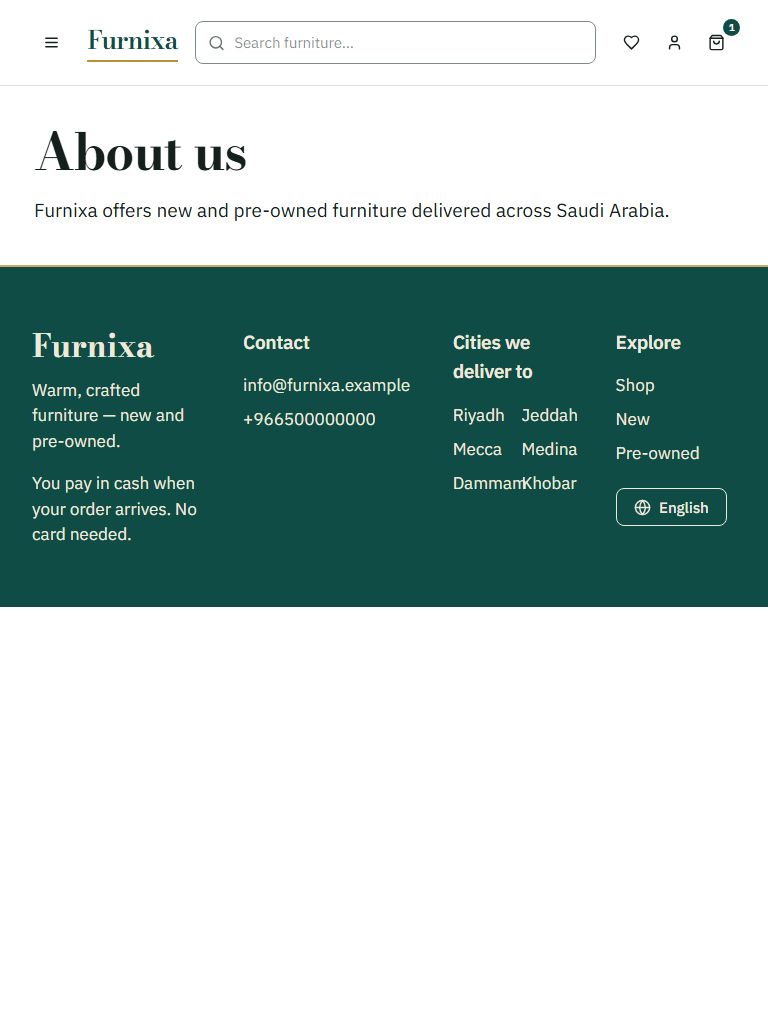 Furnixa
Search furniture...
1
About us
Furnixa offers new and pre-owned furniture delivered across Saudi Arabia.
Furnixa
Warm, crafted
furniture — new and
pre-owned.
You pay in cash when
your order arrives. No
card needed.
Contact
info@furnixa.example
+966500000000
Cities we
deliver to
Riyadh Jeddah
Mecca Medina
Dammam Khobar
Explore
Shop
New
Pre-owned
English